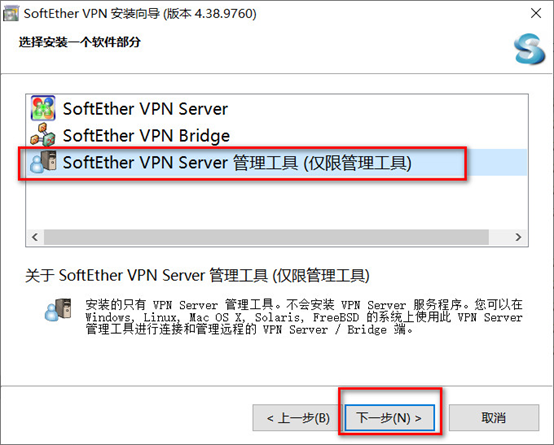 SoftEther VPN 安装向导 (版本 4.38.9760)
选择安装一个软件部分
SoftEther VPN Server
SoftEther VPN Bridge
SoftEther VPN Server 管理工具 (仅限管理工具)
关于 SoftEther VPN Server 管理工具 (仅限管理工具)
安装的只有 VPN Server 管理工具。不会安装 VPN Server 服务程序。您可以在
Windows, Linux, Mac OS X, Solaris, FreeBSD 的系统上使用此 VPN Server
管理工具进行连接和管理远程的 VPN Server / Bridge 端。
< 上一步(B)
下一步(N) >
取消